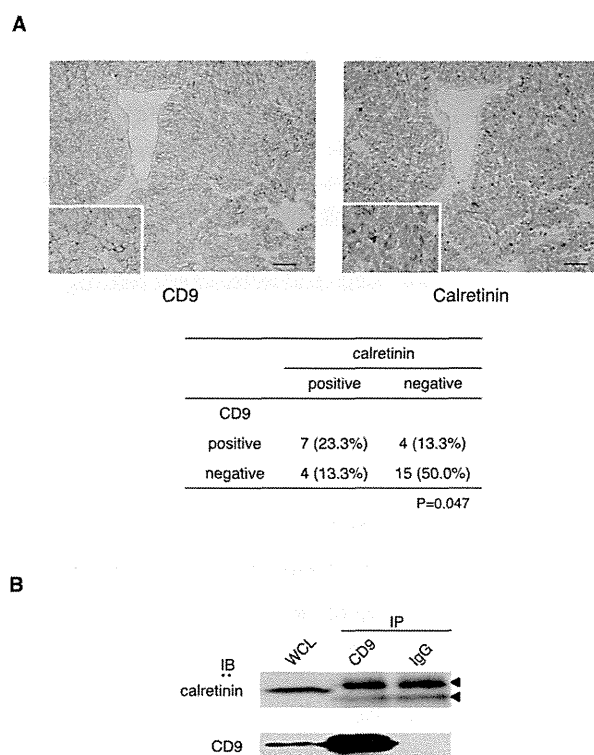 A
CD9
Calretinin
calretinin
positive negative
CD9
positive 7 (23.3%) 4 (13.3%)
negative 4 (13.3%) 15 (50.0%)
P=0.047
B
IP
WCL CD9 IgG
IB
calretinin
CD9